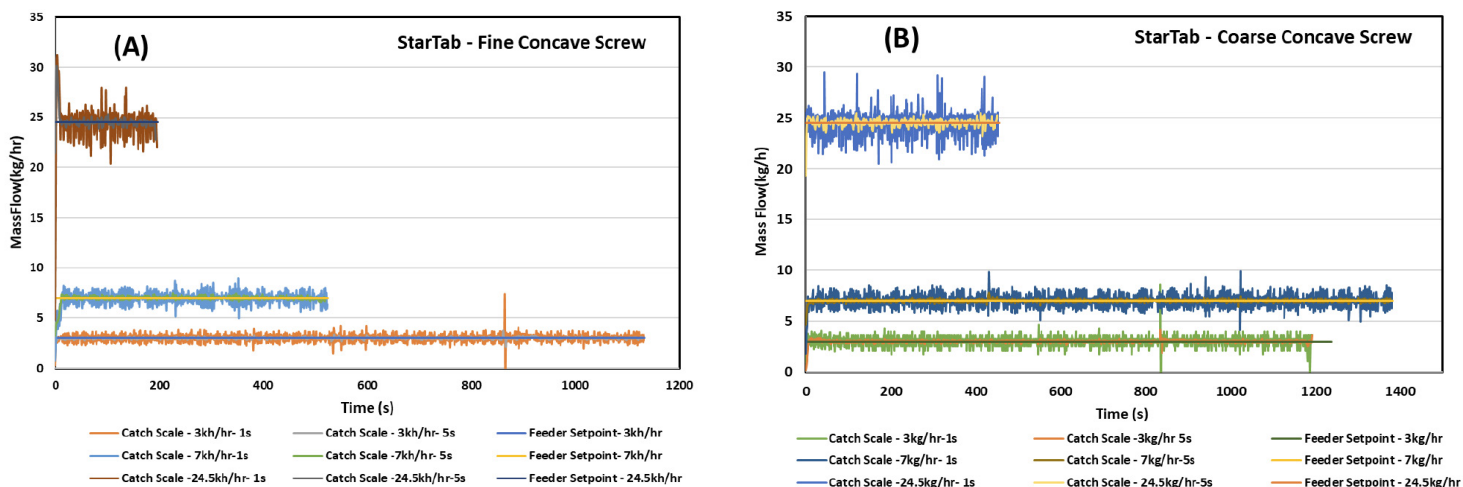 (A)
StarTab - Fine Concave Screw
35
30
25
20
15
10
5
0
MassFlow(kg/hr)
0 200 400 600 800 1000 1200
Time (s)
Catch Scale - 3kh/hr- 1s Catch Scale - 3kh/hr- 5s Feeder Setpoint- 3kh/hr
Catch Scale - 7kh/hr-1s Catch Scale -7kh/hr- 5s Feeder Setpoint - 7kh/hr
Catch Scale -24.5kh/hr- 1s Catch Scale -24.5kh/hr-5s Feeder Setpoint - 24.5kh/hr
(B)
StarTab - Coarse Concave Screw
35
30
25
20
15
10
5
0
Mass Flow(kg/h)
0 200 400 600 800 1000 1200 1400
Time (s)
Catch Scale - 3kg/hr-1s Catch Scale -3kg/hr 5s Feeder Setpoint - 3kg/hr
Catch Scale -7kg/hr- 1s Catch Scale - 7kg/hr-5s Feeder Setpoint - 7kg/hr
Catch Scale -24.5kg/hr- 1s Catch Scale - 24.5kg/hr-5s Feeder Setpoint - 24.5kg/hr